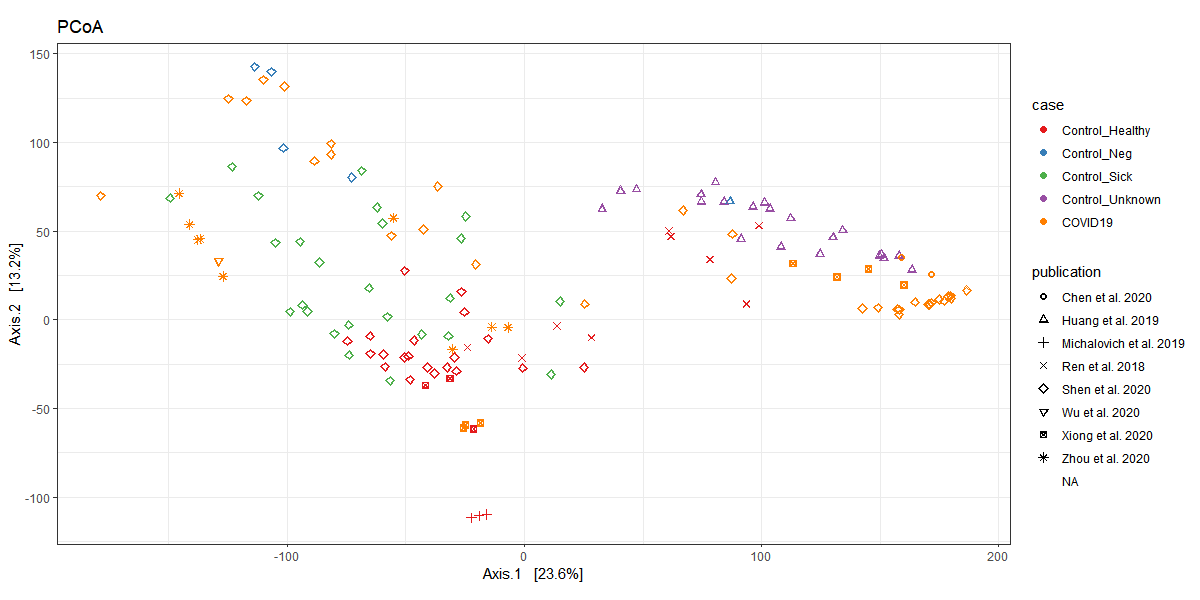 PCoA
150
100
50
0
-50
-100
Axis.2 [13.2%]
-100
0
100
200
Axis.1 [23.6%]
case
Control_Healthy
Control_Neg
Control_Sick
Control_Unknown
COVID19
publication
Chen et al. 2020
Huang et al. 2019
Michalovich et al. 2019
Ren et al. 2018
Shen et al. 2020
Wu et al. 2020
Xiong et al. 2020
Zhou et al. 2020
NA